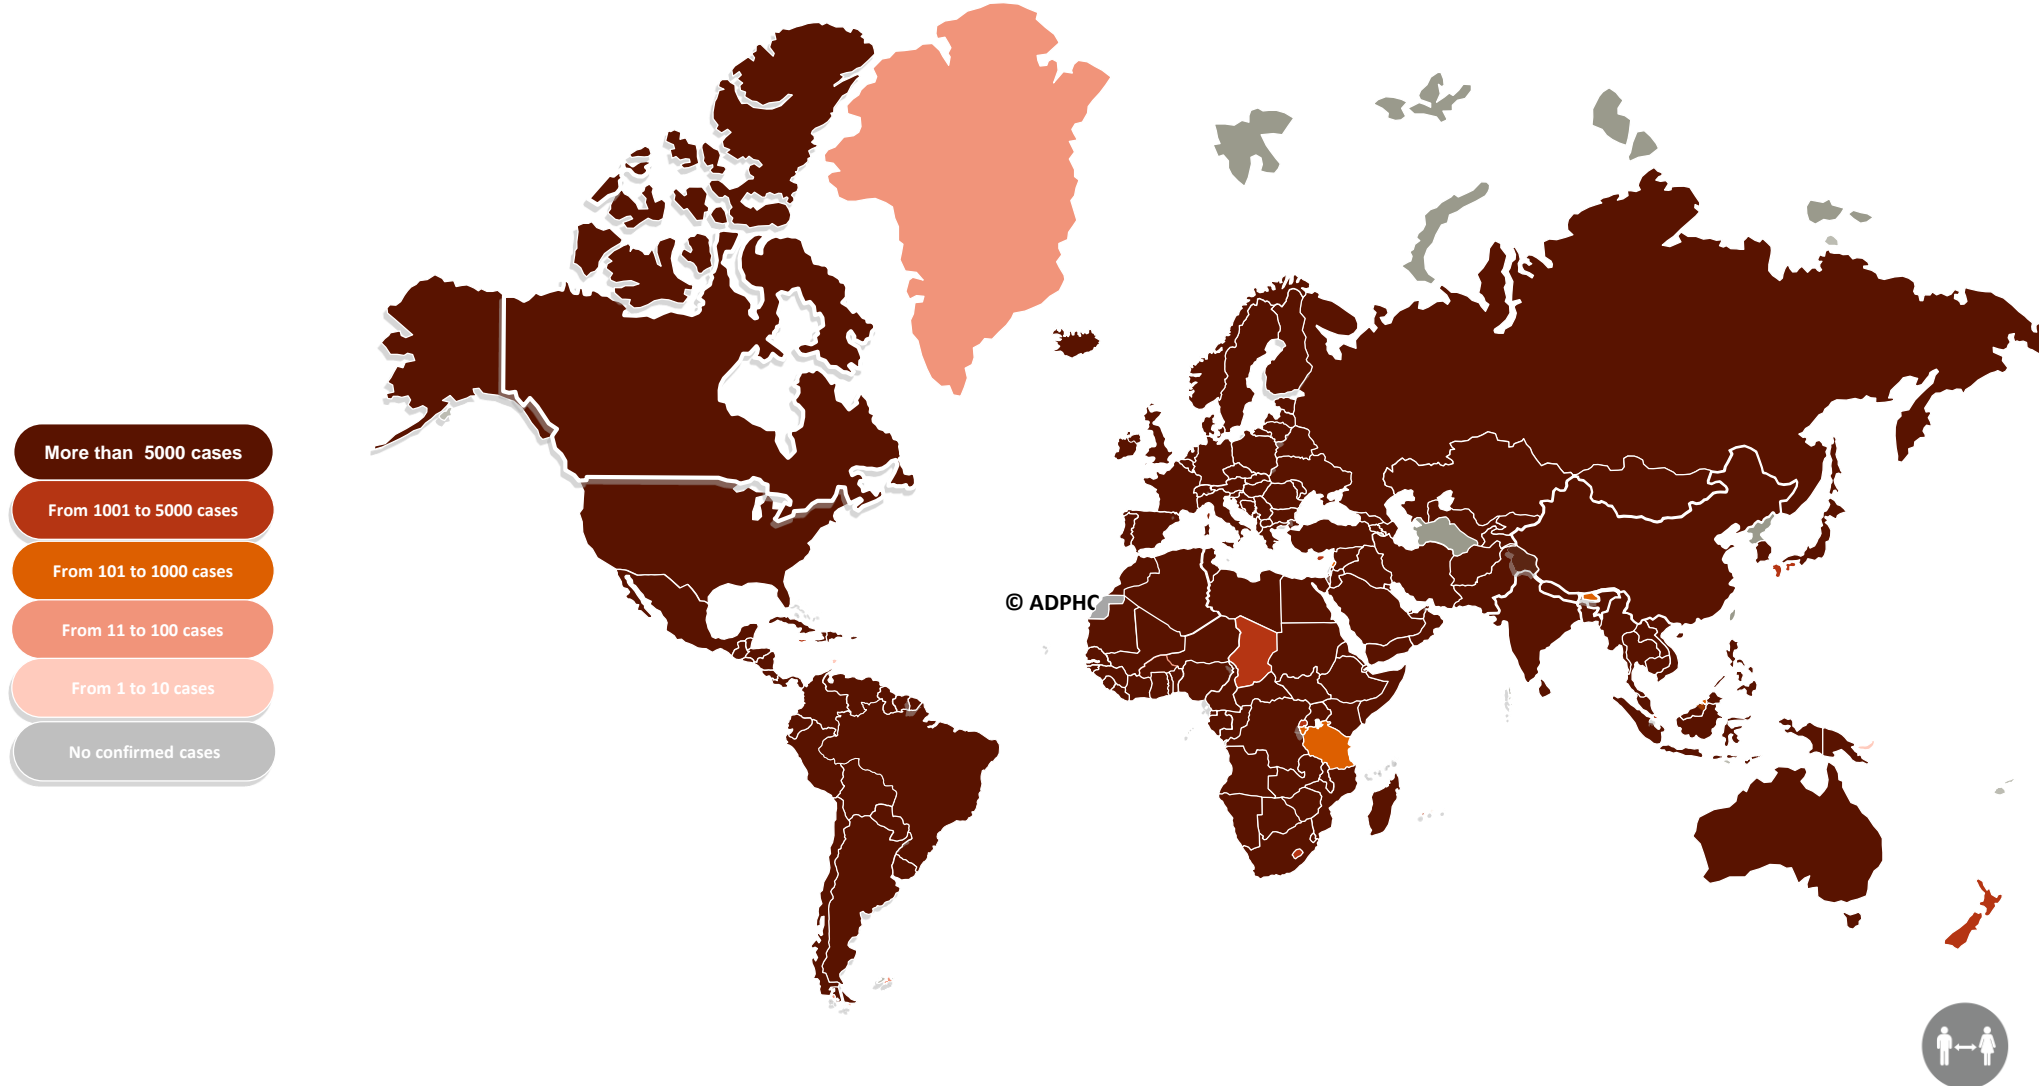 More than  5000 cases
From 1001 to 5000 cases
From 101 to 1000 cases
From 11 to 100 cases
From 1 to 10 cases
No confirmed cases
© ADPHC